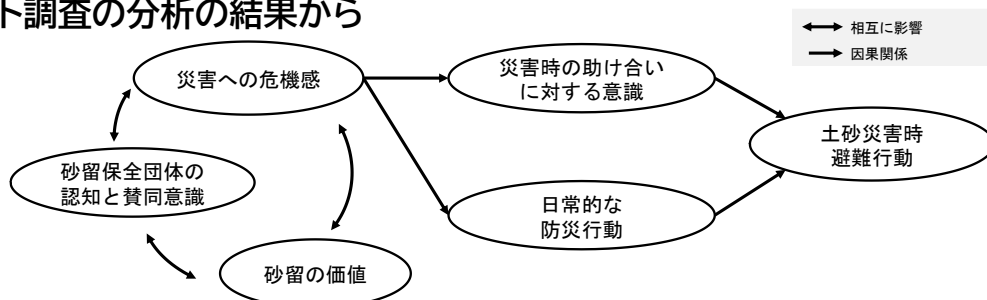 ト調査の分析の結果から
相互に影響
因果関係
災害への危機感
災害時の助け合い
に対する意識
土砂災害時
避難行動
砂留保全団体の
認知と賛同意識
日常的な
防災行動
砂留の価値